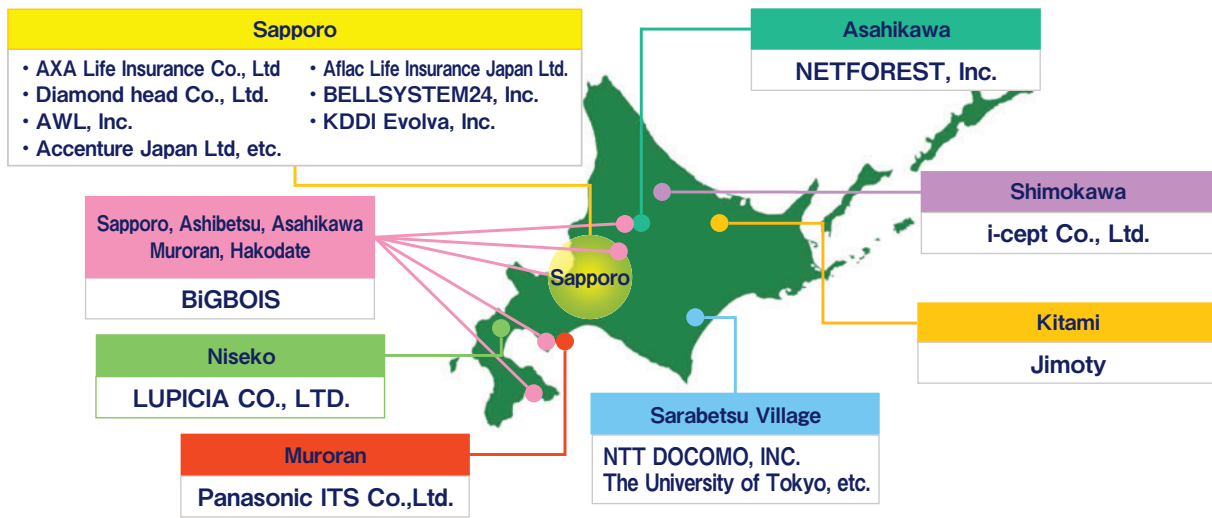 Sapporo
・AXA Life Insurance Co., Ltd
・Diamond head Co., Ltd.
・AWL, Inc.
・Accenture Japan Ltd, etc.
・Aflac Life Insurance Japan Ltd.
・BELLSYSTEM24, Inc.
・KDDI Evolva, Inc.
Asahikawa
NETFOREST, Inc.
Shimokawa
i-cept Co., Ltd.
Sapporo, Ashibetsu, Asahikawa
Muroran, Hakodate
BiGBOIS
Sapporo
Kitami
Jimoty
Niseko
LUPICIA CO., LTD.
Sarabetsu Village
NTT DOCOMO, INC.
The University of Tokyo, etc.
Muroran
Panasonic ITS Co.,Ltd.